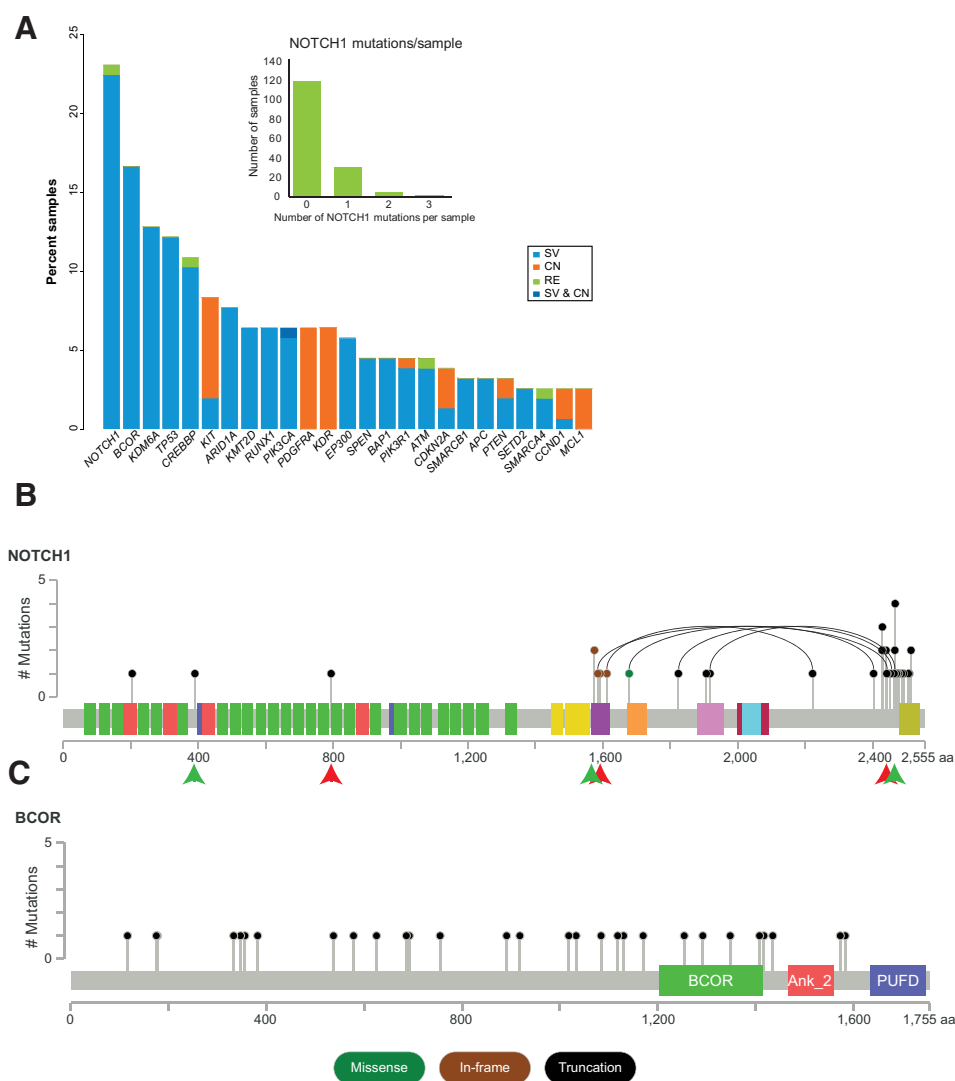 A
25
20
15
10
5
0
Percent samples
NOTCH1 mutations/sample
140
120
100
80
60
40
20
0
Number of samples
0 1 2 3
Number of NOTCH1 mutations per sample
SV
CN
RE
SV & CN
NOTCH1 BCOR KDM6A TP53 CREBBP KIT ARID1A KMT2D RUNX1 PIK3CA PDGFRA KDR EP300 SPEN BAP1 PIK3R1 ATM CDKN2A SMARCB1 APC PTEN SETD2 SMARCA4 CCND1 MCL1
B
NOTCH1
5
0
# Mutations
0 400 800 1,200 1,600 2,000 2,400 2,555 aa
C
BCOR
5
0
# Mutations
BCOR Ank_2 PUFD
0 400 800 1,200 1,600 1,755 aa
Missense In-frame Truncation